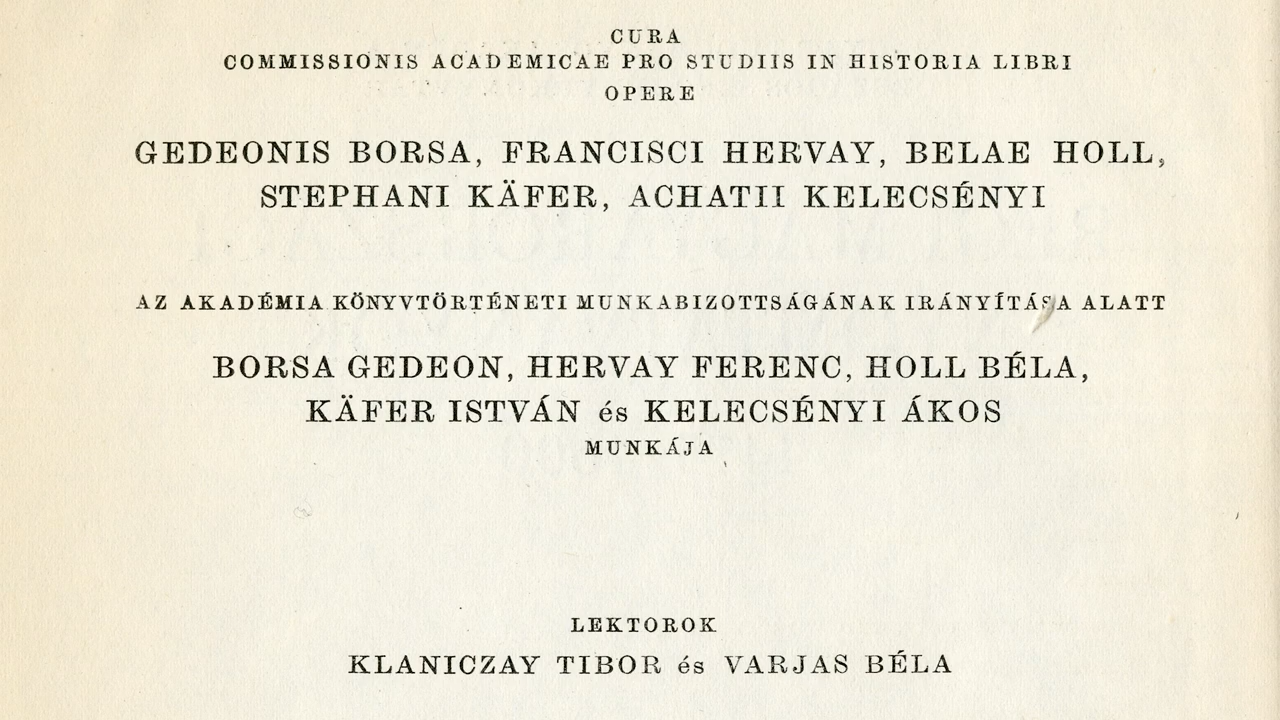 CURA
COMMISSIONIS ACADEMICAE PRO STUDIIS IN HISTORIA LIBRI
OPERE
GEDEONIS BORSA, FRANCISCI HERVAY, BELAE HOLL,
STEPHANI KÄFER, ACHATII KELECSÉNYI
AZ AKADÉMIA KÖNYVTÖRTÉNETI MUNKABIZOTTSÁGÁNAK IRÁNYÍTÁSA ALATT
BORSA GEDEON, HERVAY FERENC, HOLL BÉLA,
KÄFER ISTVÁN és KELECSÉNYI ÁKOS
MUNKÁJA
LEKTOROK
KLANICZAY TIBOR és VARJAS BÉLA